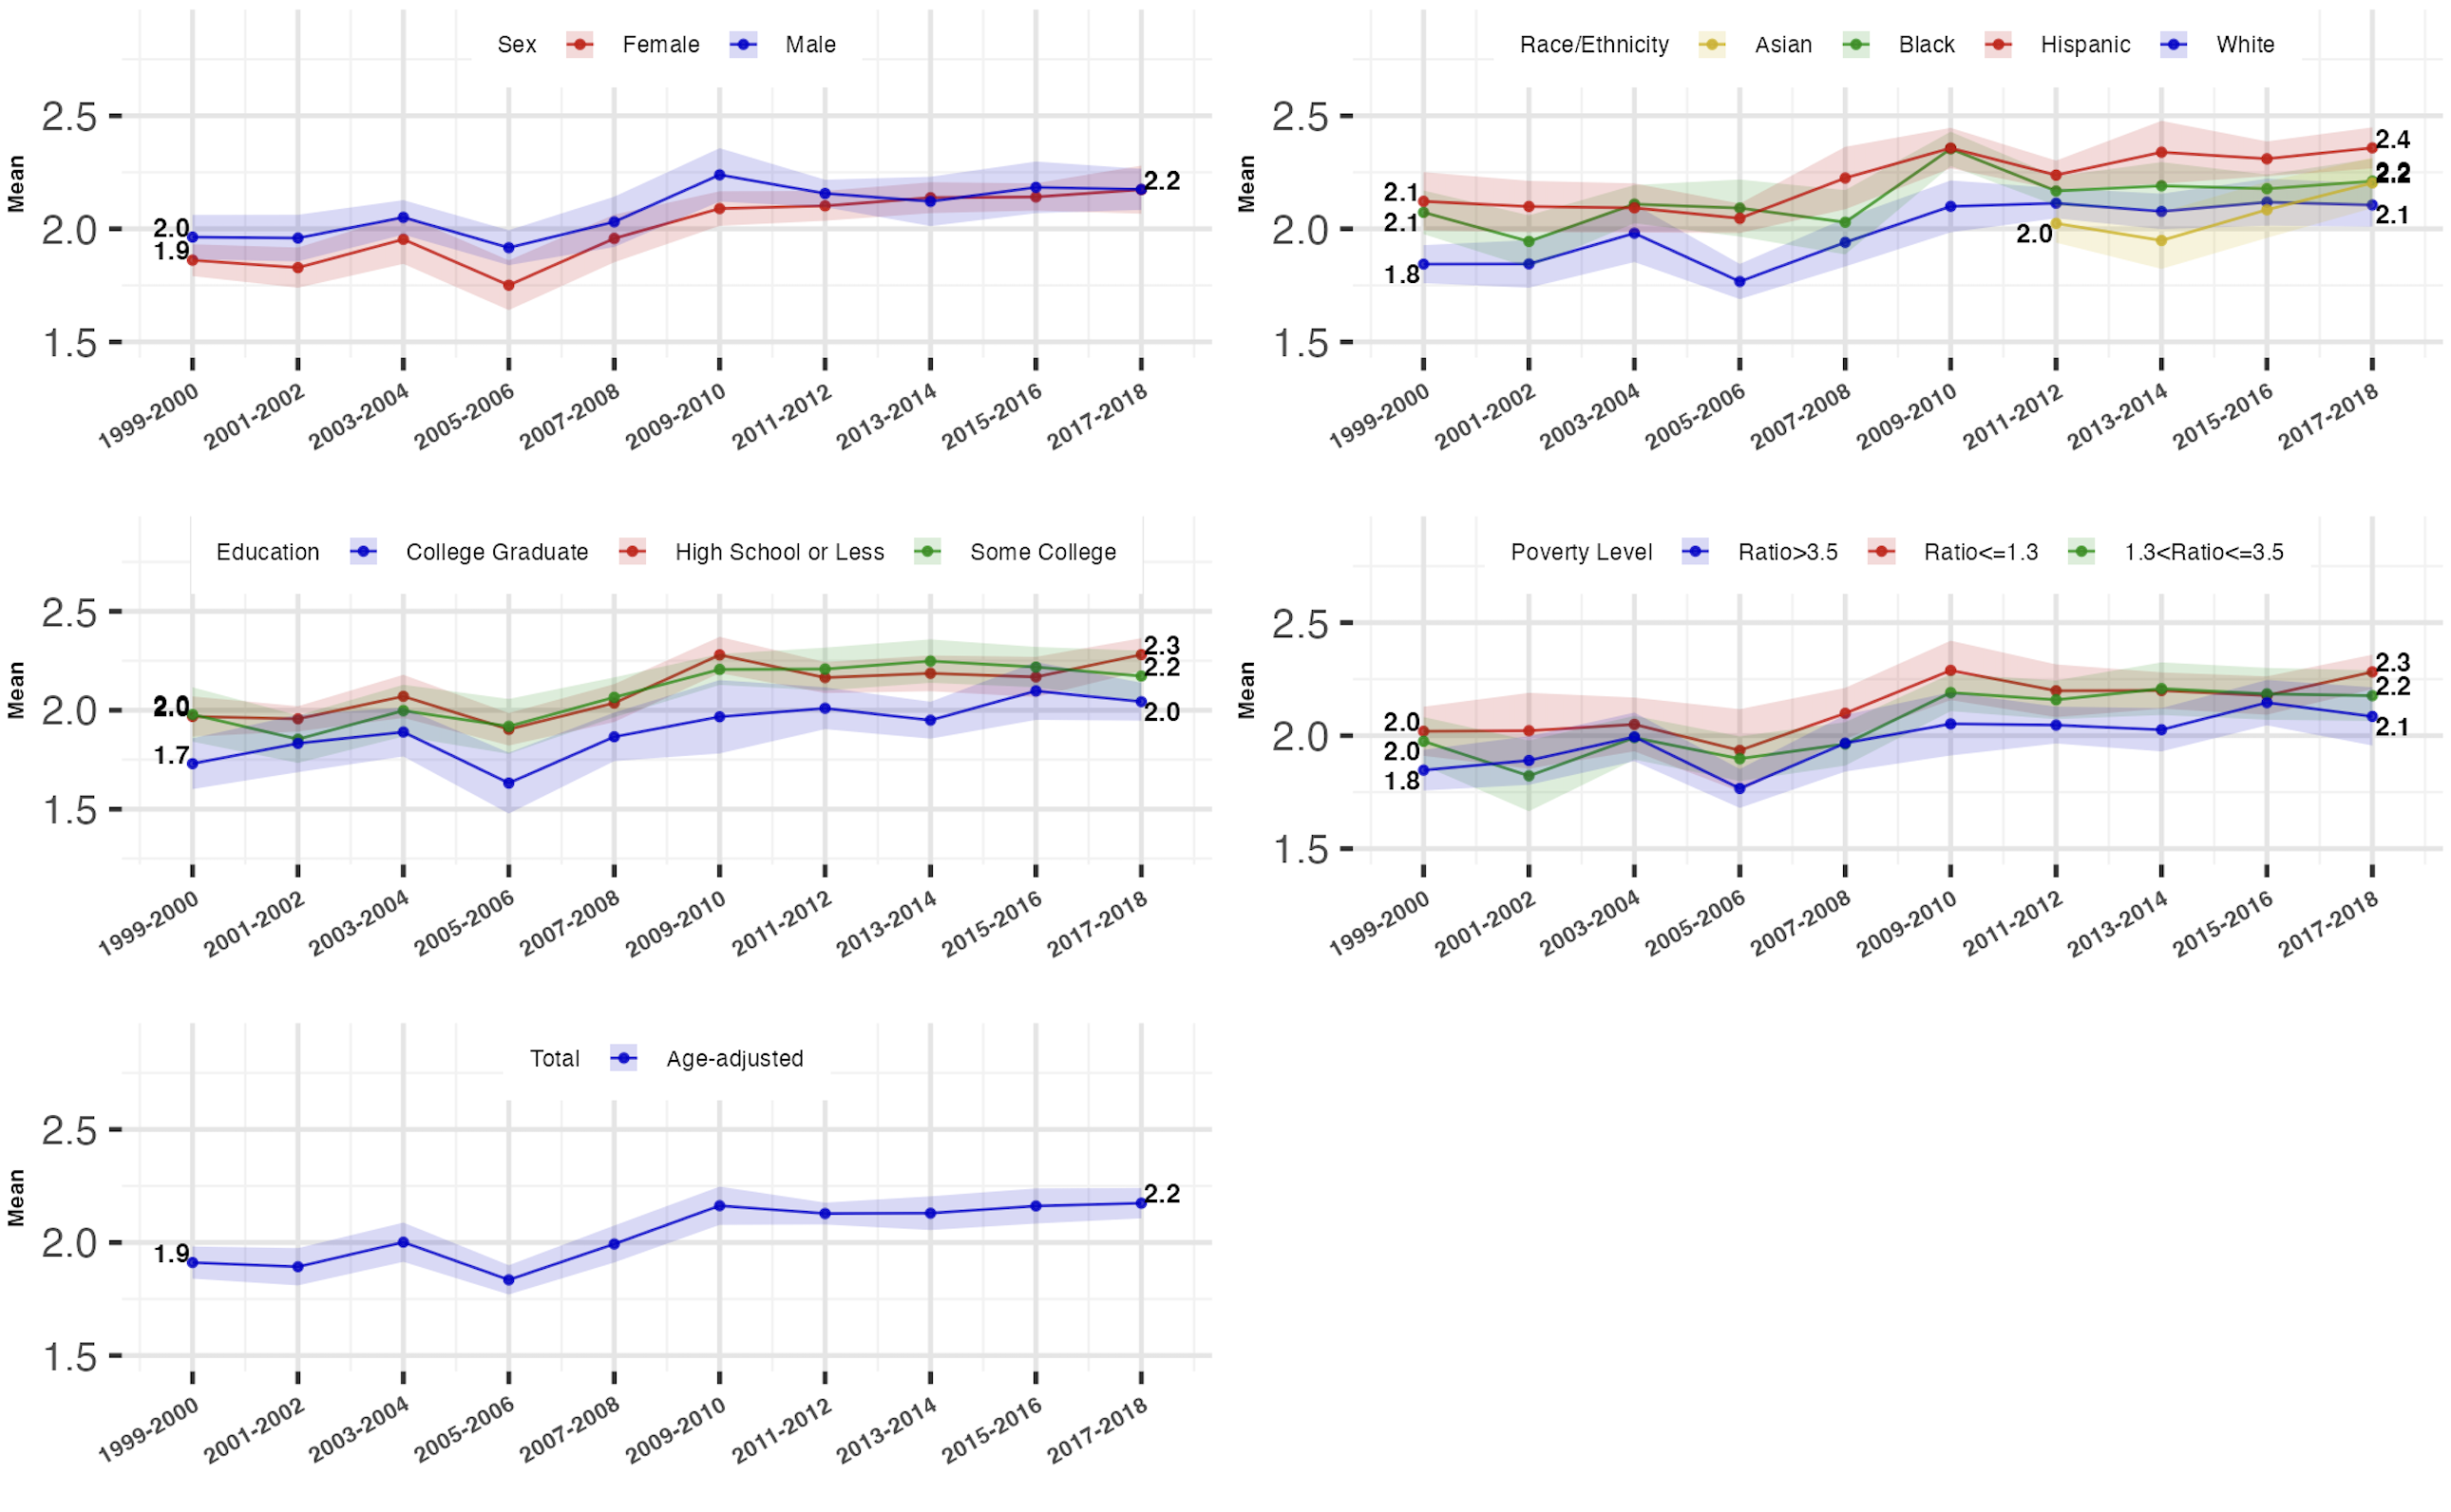 Sex Female Male
2.5
2.0
1.5
Mean
2.0
1.9
2.2
1999-2000 2001-2002 2003-2004 2005-2006 2007-2008 2009-2010 2011-2012 2013-2014 2015-2016 2017-2018
Race/Ethnicity Asian Black Hispanic White
2.5
2.0
1.5
Mean
2.1
2.1
1.8
2.0
2.4
2.2
2.2
2.1
1999-2000 2001-2002 2003-2004 2005-2006 2007-2008 2009-2010 2011-2012 2013-2014 2015-2016 2017-2018
Education College Graduate High School or Less Some College
2.5
2.0
1.5
Mean
2.0
2.0
1.7
2.3
2.2
2.0
1999-2000 2001-2002 2003-2004 2005-2006 2007-2008 2009-2010 2011-2012 2013-2014 2015-2016 2017-2018
Poverty Level Ratio>3.5 Ratio<=1.3 1.3<Ratio<=3.5
2.5
2.0
1.5
Mean
2.0
2.0
1.8
2.3
2.2
2.1
1999-2000 2001-2002 2003-2004 2005-2006 2007-2008 2009-2010 2011-2012 2013-2014 2015-2016 2017-2018
Total Age-adjusted
2.5
2.0
1.5
Mean
1.9
2.2
1999-2000 2001-2002 2003-2004 2005-2006 2007-2008 2009-2010 2011-2012 2013-2014 2015-2016 2017-2018